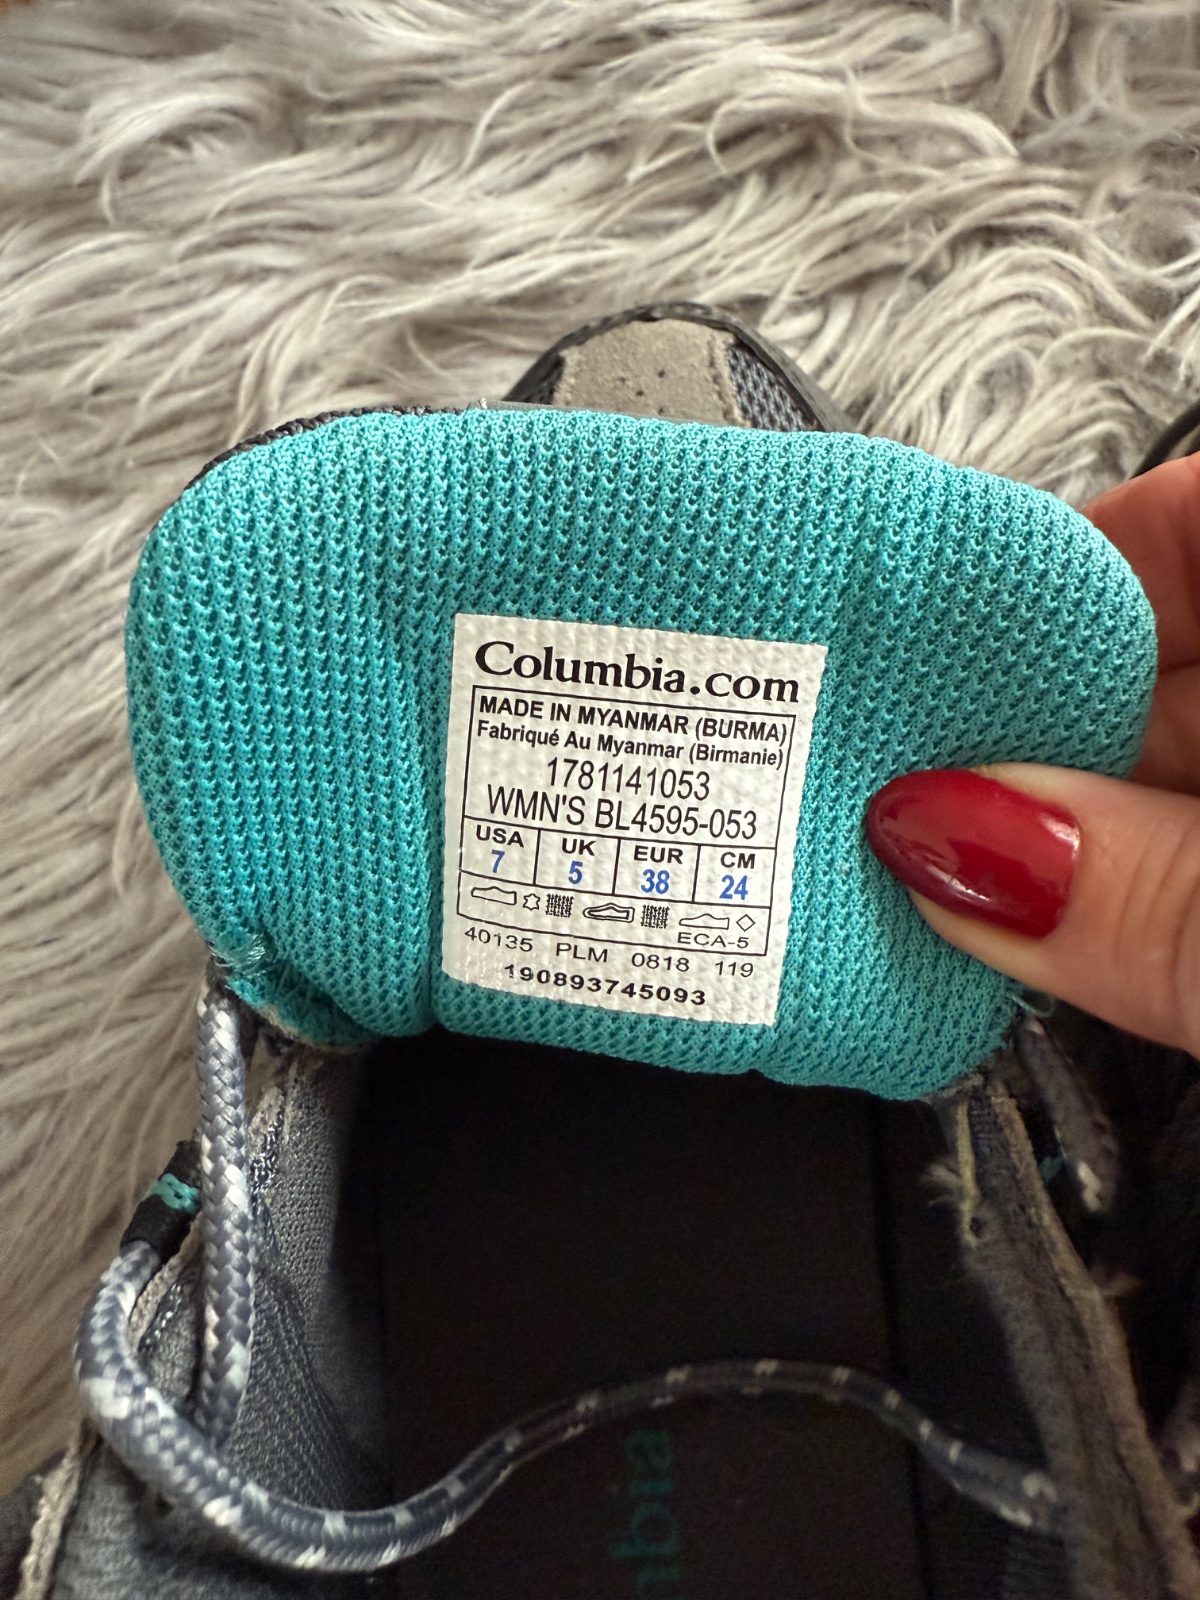 Columbia.com
MADE IN MYANMAR (BURMA)
Fabriqué Au Myanmar (Birmanie)
1781141053
WMN'S BL4595-053
USA UK EUR CM
7 5 38 24
ECA-5
40135 PLM 0818 119
190893745093
mbia